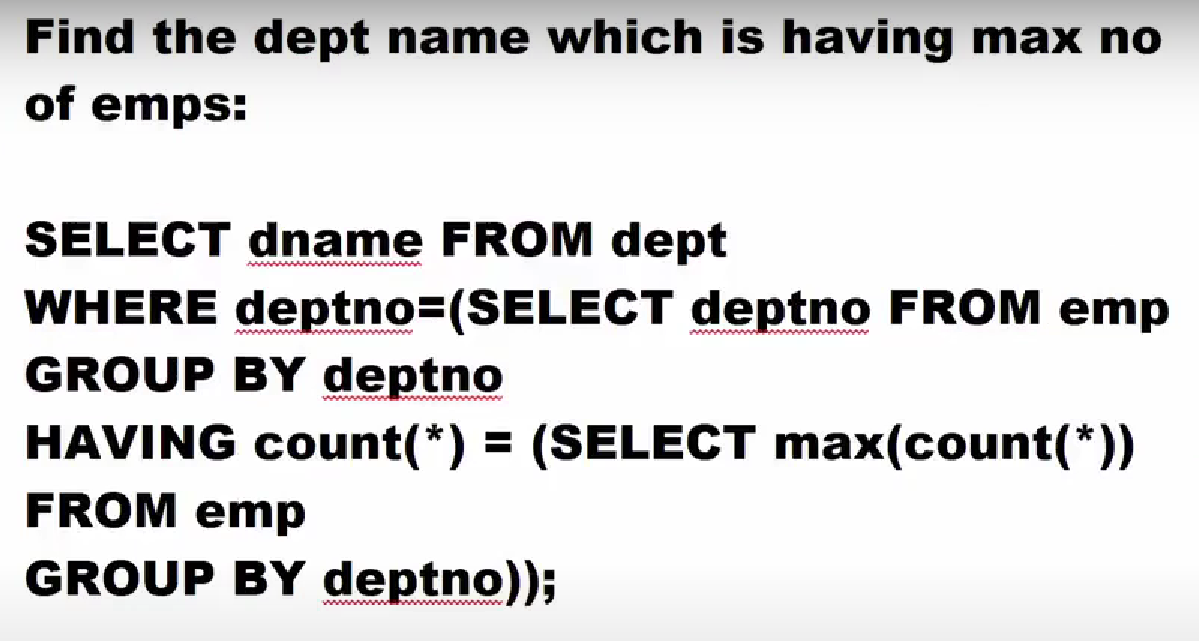 Find the dept name which is having max no
of emps:
SELECT dname FROM dept
WHERE deptno=(SELECT deptno FROM emp
GROUP BY deptno
HAVING count(*) = (SELECT max(count(*))
FROM emp
GROUP BY deptno));